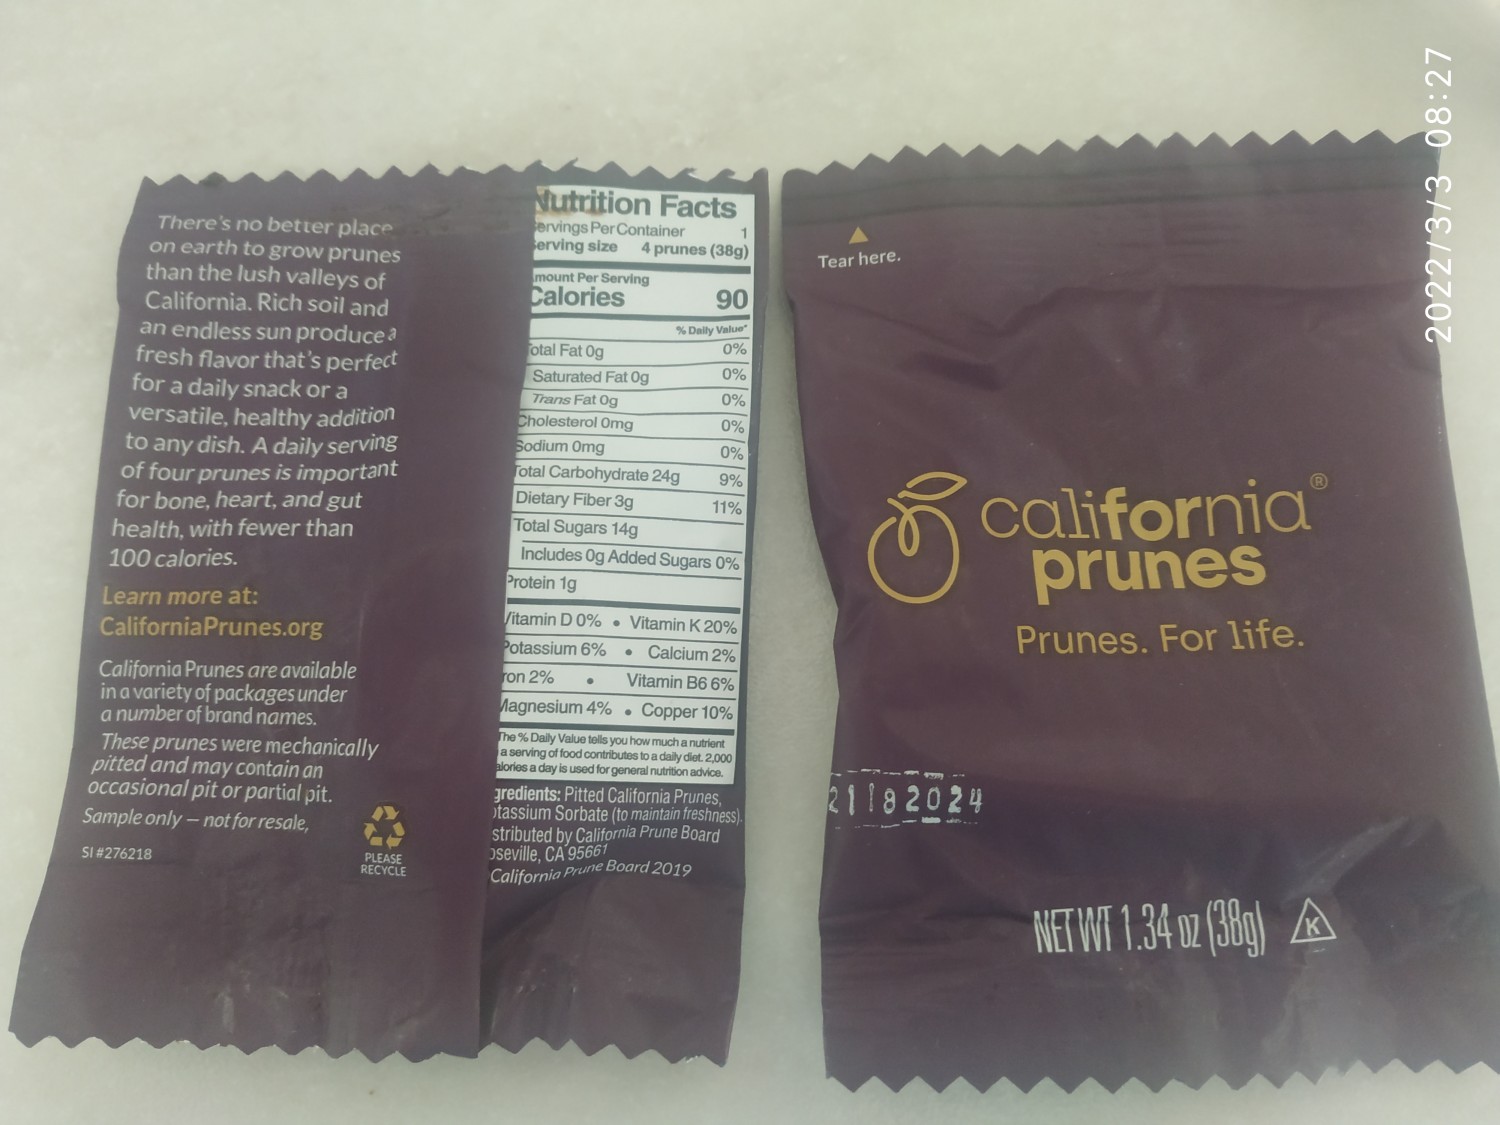 There's no better place
on earth to grow prunes
than the lush valleys of
California. Rich soil and
an endless sun produce a
fresh flavor that's perfect
for a daily snack or a
versatile, healthy addition
to any dish. A daily serving
of four prunes is important
for bone, heart, and gut
health, with fewer than
100 calories.
Learn more at:
CaliforniaPrunes.org
California Prunes are available
in a variety of packages under
a number of brand names.
These prunes were mechanically
pitted and may contain an
occasional pit or partial pit.
Sample only – not for resale,
SI #276218
PLEASE
RECYCLE
Nutrition Facts
ervings Per Container 1
erving size 4 prunes (38g)
mount Per Serving
Calories 90
% Daily Value*
otal Fat 0g 0%
Saturated Fat 0g 0%
Trans Fat 0g 0%
Cholesterol 0mg 0%
Sodium 0mg 0%
Total Carbohydrate 24g 9%
Dietary Fiber 3g 11%
Total Sugars 14g
Includes 0g Added Sugars 0%
Protein 1g
Vitamin D 0% • Vitamin K 20%
Potassium 6% • Calcium 2%
ron 2% • Vitamin B6 6%
Magnesium 4% • Copper 10%
The % Daily Value tells you how much a nutrient
a serving of food contributes to a daily diet. 2,000
alories a day is used for general nutrition advice.
gredients: Pitted California Prunes,
otassium Sorbate (to maintain freshness).
stributed by California Prune Board
oseville, CA 95661
California Prune Board 2019
Tear here.
california®
prunes
Prunes. For life.
21182024
NET WT 1.34 oz (38g) K
2022/3/3 08:27